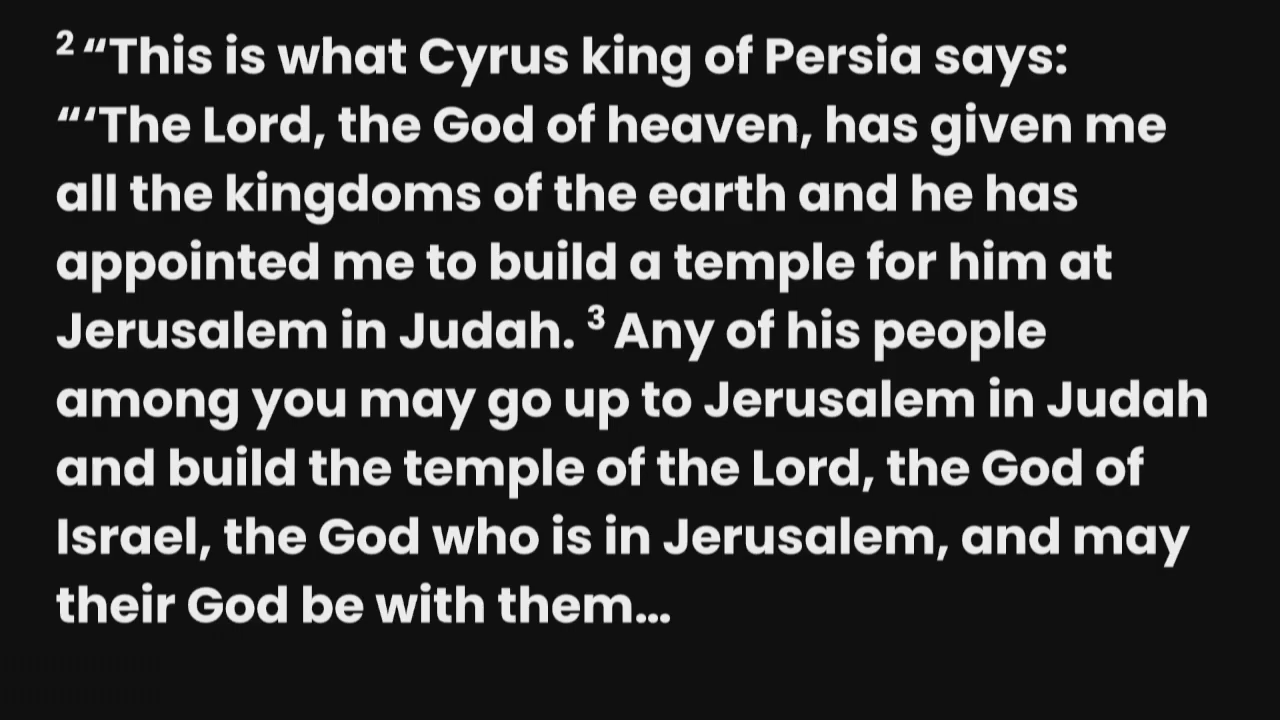 ² “This is what Cyrus king of Persia says:
“‘The Lord, the God of heaven, has given me
all the kingdoms of the earth and he has
appointed me to build a temple for him at
Jerusalem in Judah. ³ Any of his people
among you may go up to Jerusalem in Judah
and build the temple of the Lord, the God of
Israel, the God who is in Jerusalem, and may
their God be with them…